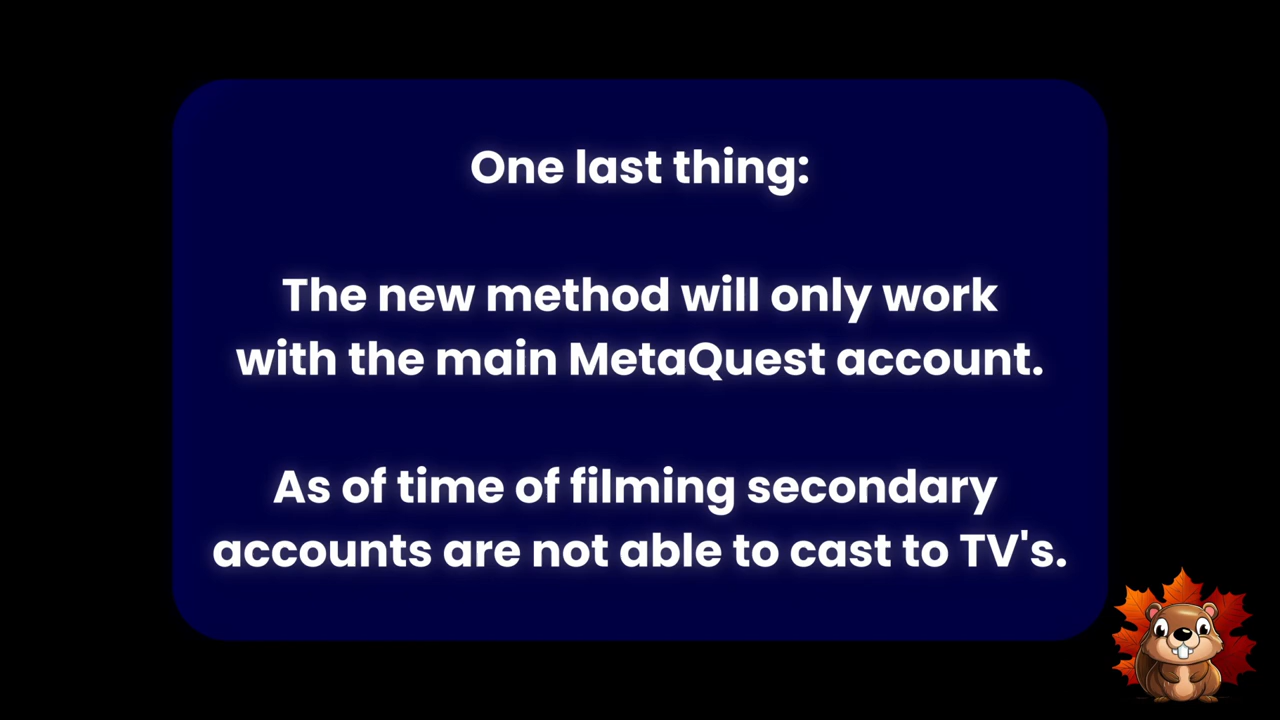 One last thing:
The new method will only work
with the main MetaQuest account.
As of time of filming secondary
accounts are not able to cast to TV's.